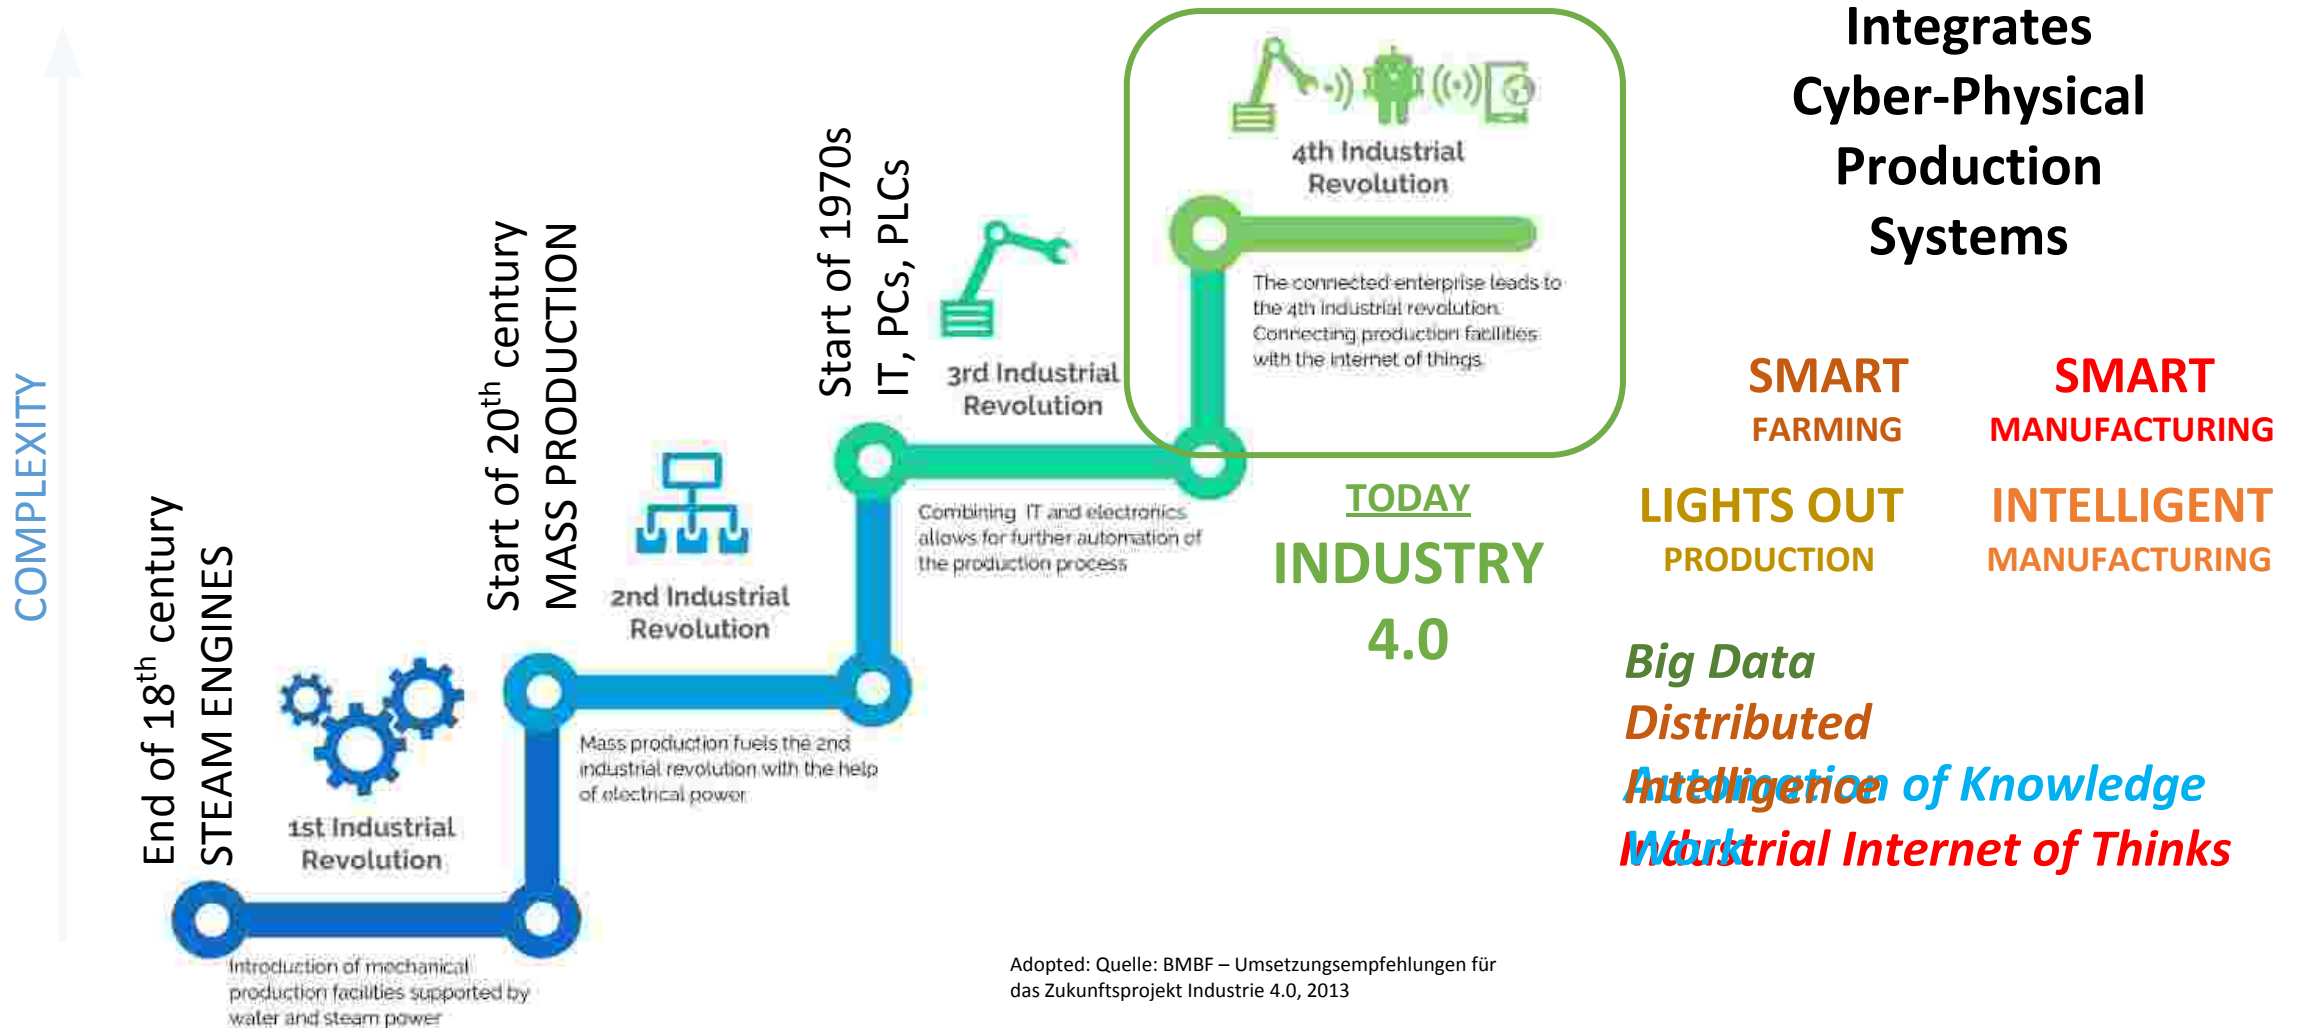 COMPLEXITY
End of 18th century
STEAM ENGINES
1st Industrial
Revolution
Introduction of mechanical
production facilities supported by
water and steam power
Start of 20th century
MASS PRODUCTION
2nd Industrial
Revolution
Mass production fuels the 2nd
industrial revolution with the help
of electrical power
Start of 1970s
IT, PCs, PLCs
3rd Industrial
Revolution
Combining IT and electronics
allows for further automation of
the production process
4th Industrial
Revolution
The connected enterprise leads to
the 4th industrial revolution.
Connecting production facilities
with the internet of things
TODAY
INDUSTRY
4.0
Integrates
Cyber-Physical
Production
Systems
SMART
FARMING
SMART
MANUFACTURING
LIGHTS OUT
PRODUCTION
INTELLIGENT
MANUFACTURING
Big Data
Distributed
Intelligence
Automation of Knowledge
Work
Industrial Internet of Thinks
Adopted: Quelle: BMBF – Umsetzungsempfehlungen für
das Zukunftsprojekt Industrie 4.0, 2013